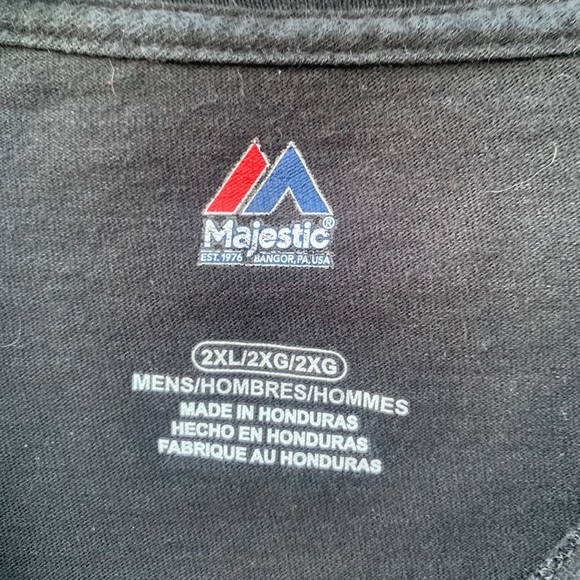 Majestic®
EST. 1976 BANGOR, PA, USA
2XL/2XG/2XG
MENS/HOMBRES/HOMMES
MADE IN HONDURAS
HECHO EN HONDURAS
FABRIQUE AU HONDURAS